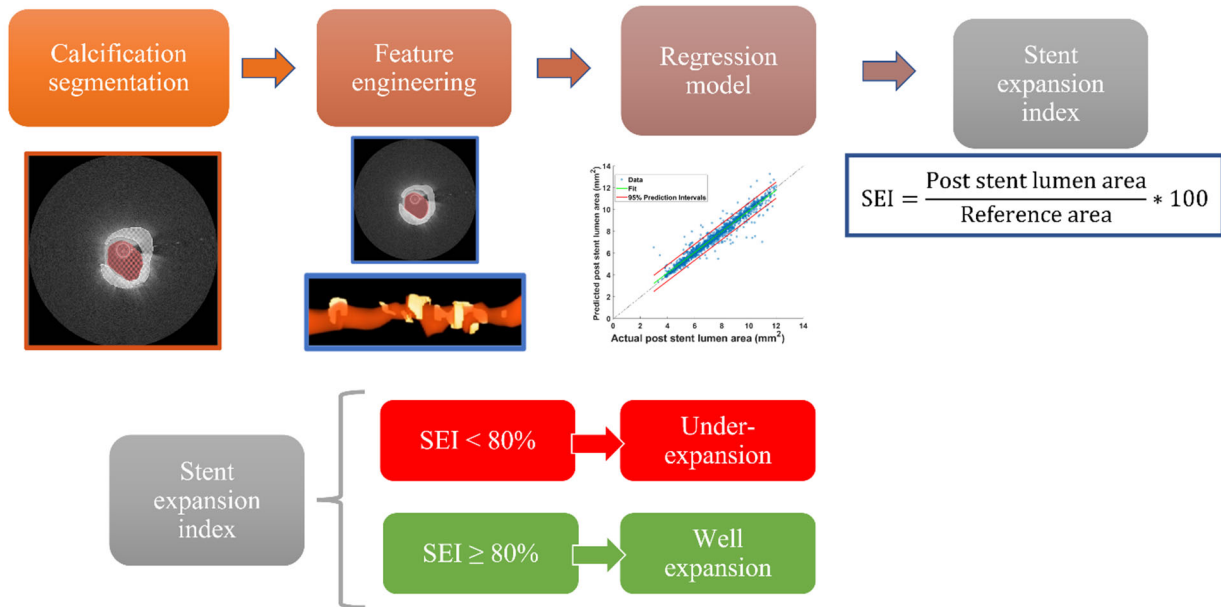 Calcification
segmentation
Feature
engineering
Regression
model
Stent
expansion
index
Predicted post stent lumen area (mm²)
14
12
10
8
6
4
2
0
Data
Fit
95% Prediction Intervals
0 2 4 6 8 10 12 14
Actual post stent lumen area (mm²)
SEI = Post stent lumen area / Reference area * 100
Stent
expansion
index
SEI < 80%
Under-
expansion
SEI ≥ 80%
Well
expansion